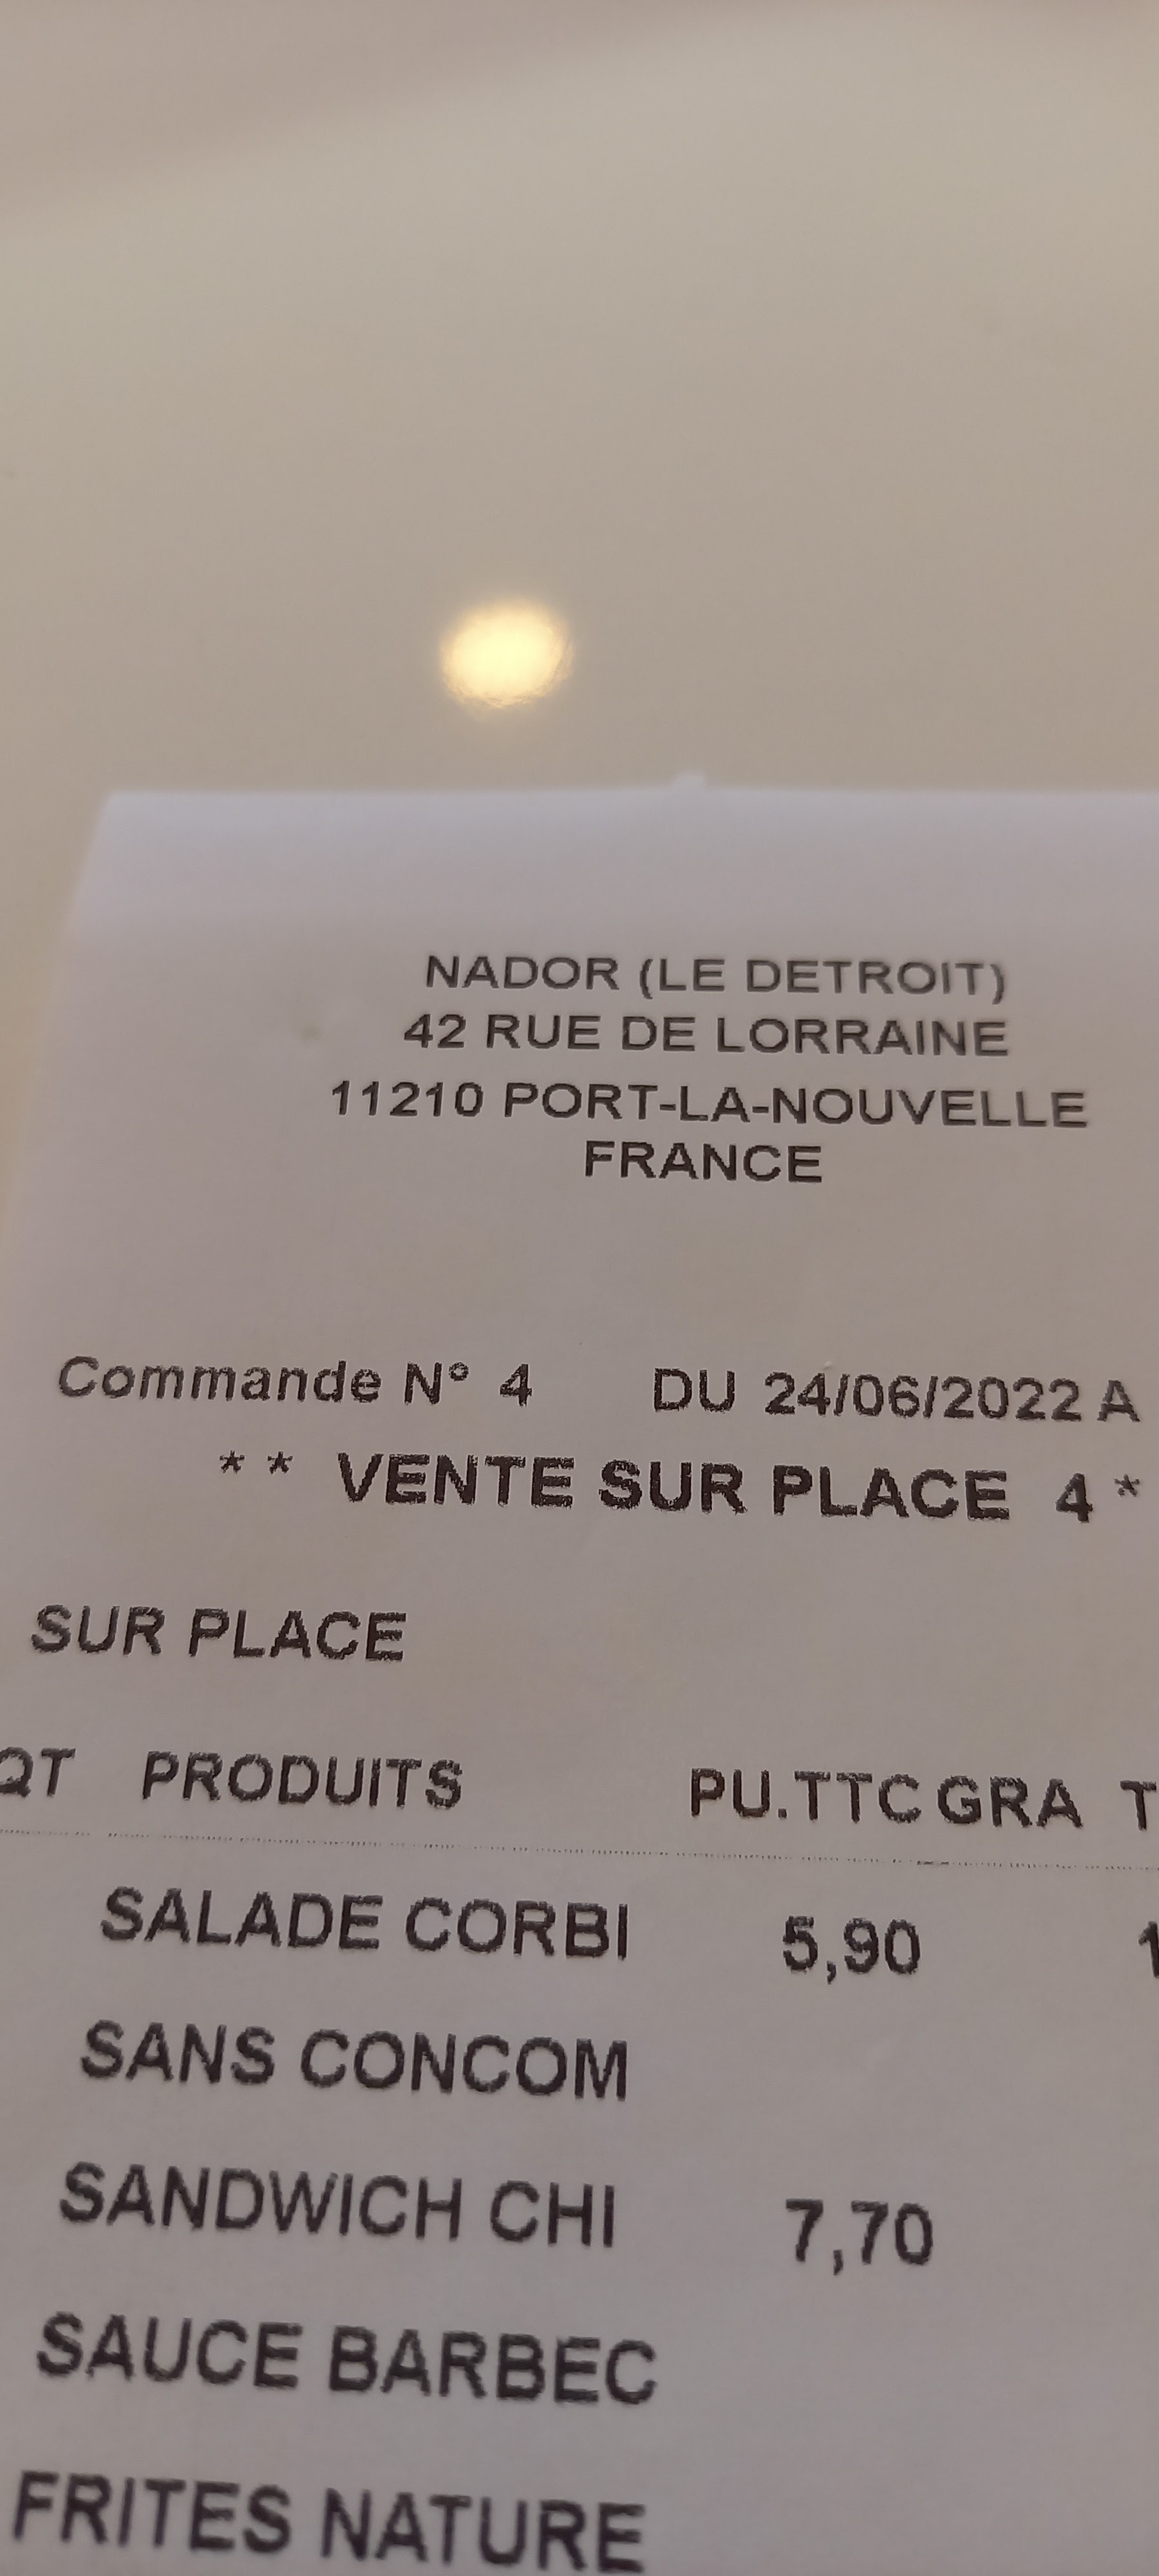 NADOR (LE DETROIT)
42 RUE DE LORRAINE
11210 PORT-LA-NOUVELLE
FRANCE
Commande N° 4 DU 24/06/2022 A
* * VENTE SUR PLACE 4 *
SUR PLACE
QT PRODUITS PU.TTC GRA T
SALADE CORBI 5,90 1
SANS CONCOM
SANDWICH CHI 7,70
SAUCE BARBEC
FRITES NATURE